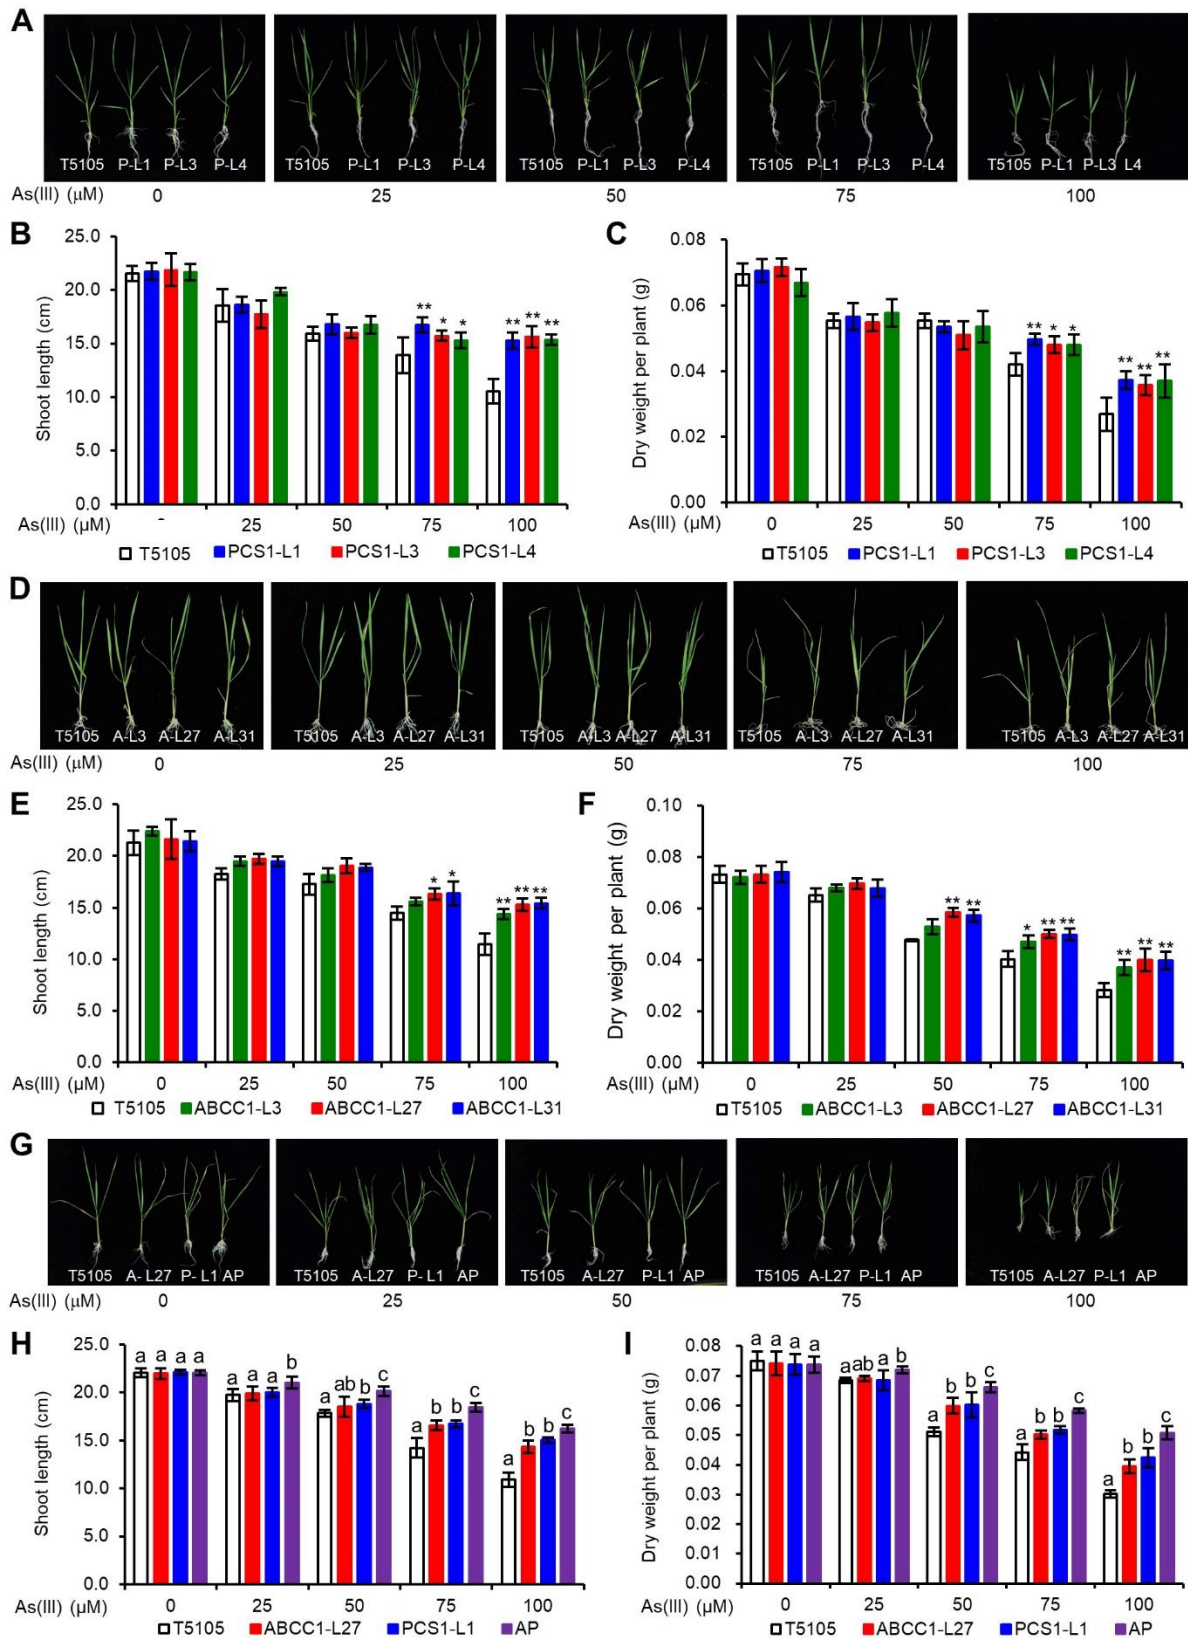 A
T5105 P-L1 P-L3 P-L4 T5105 P-L1 P-L3 P-L4 T5105 P-L1 P-L3 P-L4 T5105 P-L1 P-L3 P-L4 T5105 P-L1 P-L3 L4
As(III) (μM) 0 25 50 75 100
B
Shoot length (cm)
25.0
20.0
15.0
10.0
5.0
0.0
** * * ** ** **
As(III) (μM) 25 50 75 100
T5105 PCS1-L1 PCS1-L3 PCS1-L4
C
Dry weight per plant (g)
0.08
0.06
0.04
0.02
0.00
** * * ** ** **
As(III) (μM) 0 25 50 75 100
T5105 PCS1-L1 PCS1-L3 PCS1-L4
D
T5105 A-L3 A-L27 A-L31 T5105 A-L3 A-L27 A-L31 T5105 A-L3 A-L27 A-L31 T5105 A-L3 A-L27 A-L31 T5105 A-L3 A-L27 A-L31
As(III) (μM) 0 25 50 75 100
E
Shoot length (cm)
25.0
20.0
15.0
10.0
5.0
0.0
* * ** ** **
As(III) (μM) 0 25 50 75 100
T5105 ABCC1-L3 ABCC1-L27 ABCC1-L31
F
Dry weight per plant (g)
0.10
0.08
0.06
0.04
0.02
0.00
** ** * ** ** ** ** **
As(III) (μM) 0 25 50 75 100
T5105 ABCC1-L3 ABCC1-L27 ABCC1-L31
G
T5105 A- L27 P- L1 AP T5105 A-L27 P- L1 AP T5105 A-L27 P-L1 AP T5105 A-L27 P-L1 AP T5105 A-L27 P-L1 AP
As(III) (μM) 0 25 50 75 100
H
Shoot length (cm)
25.0
20.0
15.0
10.0
5.0
0.0
a a a a a a a b a ab b c a b b c a b b c
As(III) (μM) 0 25 50 75 100
T5105 ABCC1-L27 PCS1-L1 AP
I
Dry weight per plant (g)
0.08
0.07
0.06
0.05
0.04
0.03
0.02
0.01
0.00
a a a a a ab a b a b b c a b b c a b b c
As(III) (μM) 0 25 50 75 100
T5105 ABCC1-L27 PCS1-L1 AP